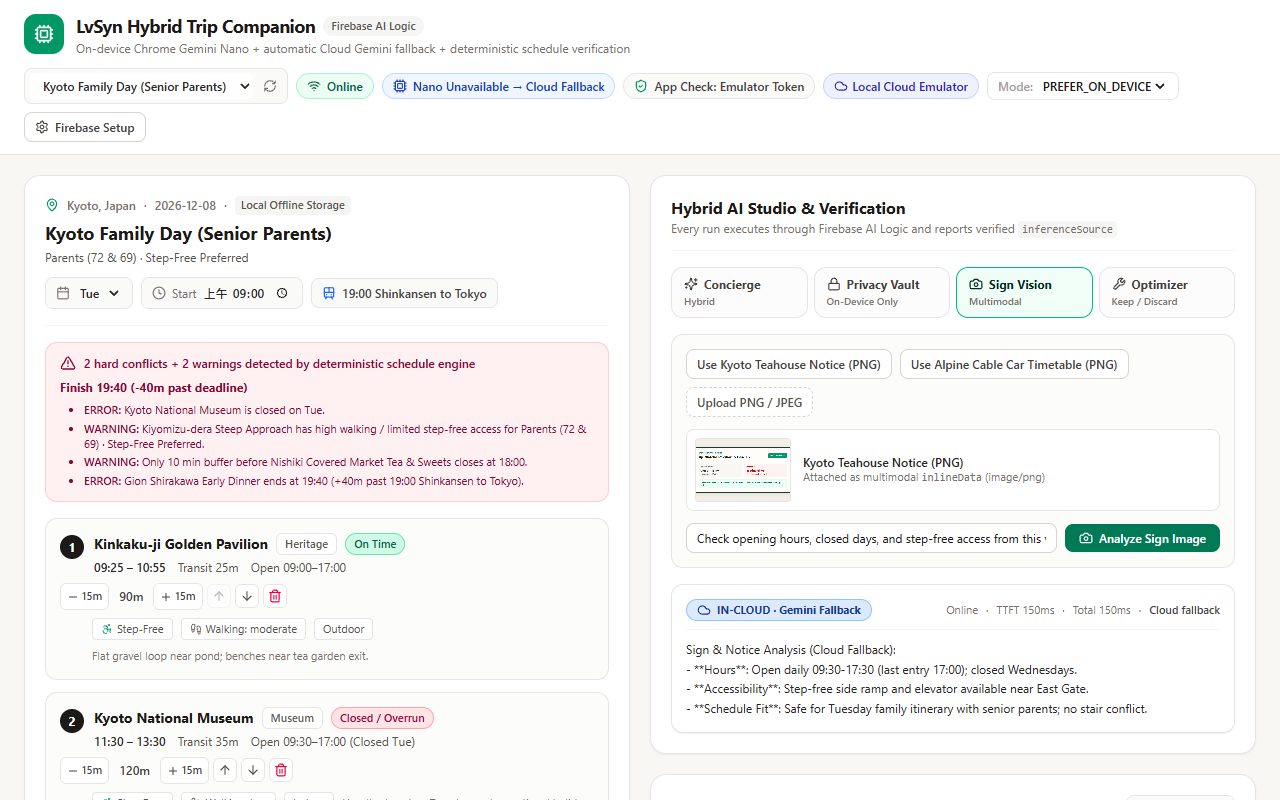 LvSyn Hybrid Trip Companion
Firebase AI Logic
On-device Chrome Gemini Nano + automatic Cloud Gemini fallback + deterministic schedule verification
Kyoto Family Day (Senior Parents)
Online
Nano Unavailable → Cloud Fallback
App Check: Emulator Token
Local Cloud Emulator
Mode: PREFER_ON_DEVICE
Firebase Setup
Kyoto, Japan · 2026-12-08 · Local Offline Storage
Kyoto Family Day (Senior Parents)
Parents (72 & 69) · Step-Free Preferred
Tue
Start 上午 09:00
19:00 Shinkansen to Tokyo
2 hard conflicts + 2 warnings detected by deterministic schedule engine
Finish 19:40 (-40m past deadline)
• ERROR: Kyoto National Museum is closed on Tue.
• WARNING: Kiyomizu-dera Steep Approach has high walking / limited step-free access for Parents (72 &
69) · Step-Free Preferred.
• WARNING: Only 10 min buffer before Nishiki Covered Market Tea & Sweets closes at 18:00.
• ERROR: Gion Shirakawa Early Dinner ends at 19:40 (+40m past 19:00 Shinkansen to Tokyo).
1
Kinkaku-ji Golden Pavilion
Heritage
On Time
09:25 – 10:55 Transit 25m Open 09:00–17:00
− 15m
90m
+ 15m
Step-Free
Walking: moderate
Outdoor
Flat gravel loop near pond; benches near tea garden exit.
2
Kyoto National Museum
Museum
Closed / Overrun
11:30 – 13:30 Transit 35m Open 09:30–17:00 (Closed Tue)
− 15m
120m
+ 15m
Hybrid AI Studio & Verification
Every run executes through Firebase AI Logic and reports verified inferenceSource
Concierge
Hybrid
Privacy Vault
On-Device Only
Sign Vision
Multimodal
Optimizer
Keep / Discard
Use Kyoto Teahouse Notice (PNG)
Use Alpine Cable Car Timetable (PNG)
Upload PNG / JPEG
Kyoto Teahouse Notice (PNG)
Attached as multimodal inlineData (image/png)
Check opening hours, closed days, and step-free access from this
Analyze Sign Image
IN-CLOUD · Gemini Fallback
Online · TTFT 150ms · Total 150ms · Cloud fallback
Sign & Notice Analysis (Cloud Fallback):
- **Hours**: Open daily 09:30-17:30 (last entry 17:00); closed Wednesdays.
- **Accessibility**: Step-free side ramp and elevator available near East Gate.
- **Schedule Fit**: Safe for Tuesday family itinerary with senior parents; no stair conflict.